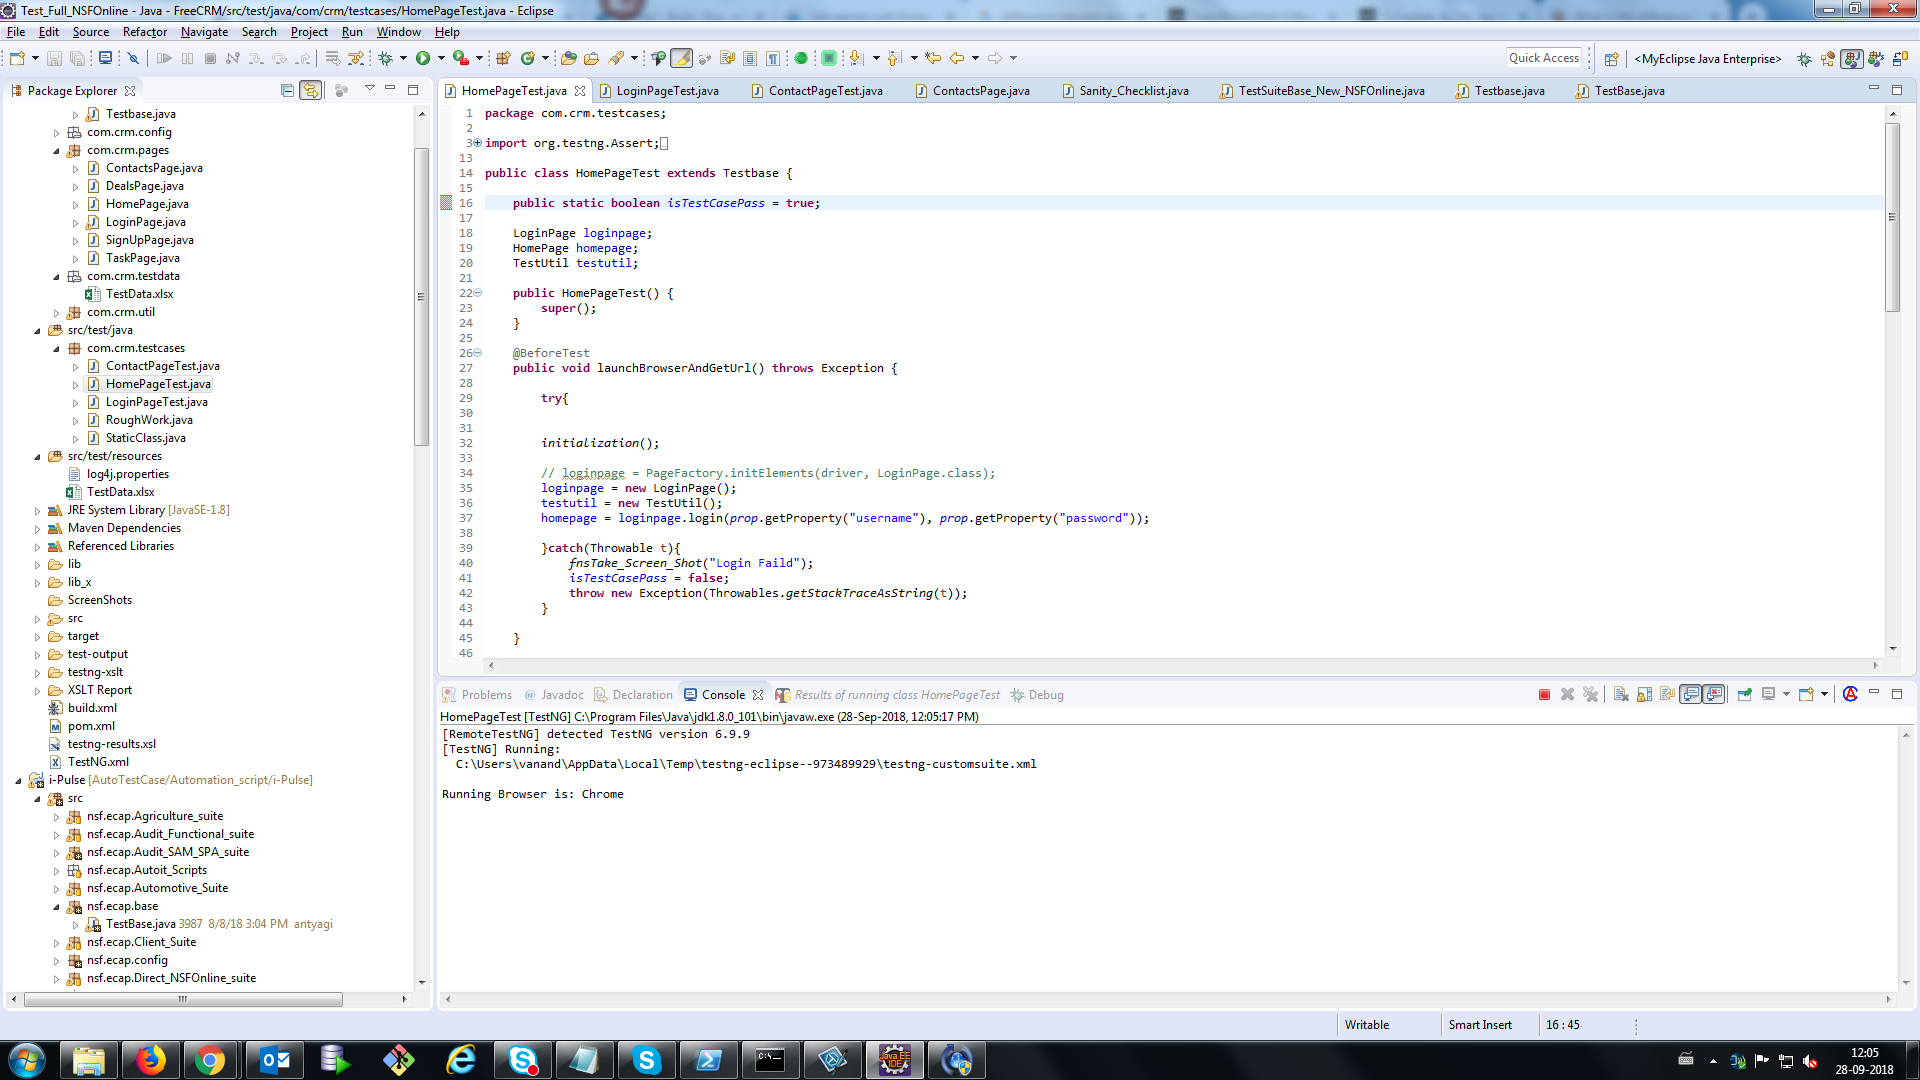 Test_Full_NSFOnline - Java - FreeCRM/src/test/java/com/crm/testcases/HomePageTest.java - Eclipse
File Edit Source Refactor Navigate Search Project Run Window Help
Quick Access <MyEclipse Java Enterprise>
Package Explorer
Testbase.java
com.crm.config
com.crm.pages
ContactsPage.java
DealsPage.java
HomePage.java
LoginPage.java
SignUpPage.java
TaskPage.java
com.crm.testdata
TestData.xlsx
com.crm.util
src/test/java
com.crm.testcases
ContactPageTest.java
HomePageTest.java
LoginPageTest.java
RoughWork.java
StaticClass.java
src/test/resources
log4j.properties
TestData.xlsx
JRE System Library [JavaSE-1.8]
Maven Dependencies
Referenced Libraries
lib
lib_x
ScreenShots
src
target
test-output
testng-xslt
XSLT Report
build.xml
pom.xml
testng-results.xsl
TestNG.xml
i-Pulse [AutoTestCase/Automation_script/i-Pulse]
src
nsf.ecap.Agriculture_suite
nsf.ecap.Audit_Functional_suite
nsf.ecap.Audit_SAM_SPA_suite
nsf.ecap.Autoit_Scripts
nsf.ecap.Automotive_Suite
nsf.ecap.base
TestBase.java 3987 8/8/18 3:04 PM antyagi
nsf.ecap.Client_Suite
nsf.ecap.config
nsf.ecap.Direct_NSFOnline_suite
HomePageTest.java LoginPageTest.java ContactPageTest.java ContactsPage.java Sanity_Checklist.java TestSuiteBase_New_NSFOnline.java Testbase.java TestBase.java
1 package com.crm.testcases;
2
3 import org.testng.Assert;
13
14 public class HomePageTest extends Testbase {
15
16 public static boolean isTestCasePass = true;
17
18 LoginPage loginpage;
19 HomePage homepage;
20 TestUtil testutil;
21
22 public HomePageTest() {
23 super();
24 }
25
26 @BeforeTest
27 public void launchBrowserAndGetUrl() throws Exception {
28
29 try{
30
31
32 initialization();
33
34 // loginpage = PageFactory.initElements(driver, LoginPage.class);
35 loginpage = new LoginPage();
36 testutil = new TestUtil();
37 homepage = loginpage.login(prop.getProperty("username"), prop.getProperty("password"));
38
39 }catch(Throwable t){
40 fnsTake_Screen_Shot("Login Faild");
41 isTestCasePass = false;
42 throw new Exception(Throwables.getStackTraceAsString(t));
43 }
44
45 }
46
Problems @ Javadoc Declaration Console Results of running class HomePageTest Debug
HomePageTest [TestNG] C:\Program Files\Java\jdk1.8.0_101\bin\javaw.exe (28-Sep-2018, 12:05:17 PM)
[RemoteTestNG] detected TestNG version 6.9.9
[TestNG] Running:
C:\Users\vanand\AppData\Local\Temp\testng-eclipse--973489929\testng-customsuite.xml
Running Browser is: Chrome
Writable Smart Insert 16 : 45
12:05
28-09-2018